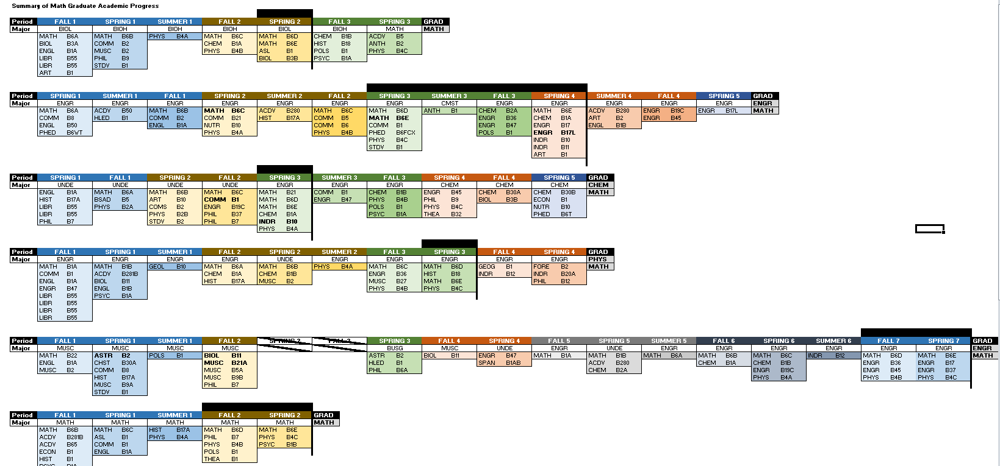 Summary of Math Graduate Academic Progress
Period FALL 1 SPRING 1 SUMMER 1 FALL 2 SPRING 2 FALL 3 SPRING 3 GRAD
Major BIOL BIOH BIOH BIOH BIOL BIOH MATH MATH
MATH B6A MATH B6B PHYS B4A MATH B6C MATH B6D CHEM B1B ACDV B5
BIOL B3A COMM B2 CHEM B1A MATH B6E HIST B18 ANTH B2
ENGL B1A MUSC B2 PHYS B4B ASL B1 POLS B1 PHYS B4C
LIBR B55 PHIL B9 BIOL B3B PSYC B1A
LIBR B55 STDV B1
ART B1
Period SPRING 1 SUMMER 1 FALL 1 SPRING 2 SUMMER 2 FALL 2 SPRING 3 SUMMER 3 FALL 3 SPRING 4 SUMMER 4 FALL 4 SPRING 5 GRAD
Major ENGR ENGR ENGR ENGR ENGR ENGR ENGR CMST ENGR ENGR ENGR ENGR ENGR ENGR
MATH B6A ACDV B50 MATH B6B MATH B6C ACDV B280 MATH B6C MATH B6D ANTH B1 CHEM B2A MATH B6E ACDV B280 ENGR B19C ENGR B17L MATH
COMM B8 HLED B1 COMM B2 COMM B21 HIST B17A COMM B5 MATH B6E ENGR B36 CHEM B1A ART B2 ENGR B45
ENGL B50 ENGL B1A NUTR B10 COMM B6 COMM B1 ENGR B47 ENGR B17 ENGL B1B
PHED B6WT PHYS B4A PHYS B4B PHED B6FCX POLS B1 ENGR B17L
PHYS B4C INDR B10
STDV B1 INDR B11
ART B1
Period SPRING 1 FALL 1 SPRING 2 FALL 2 SPRING 3 SUMMER 3 FALL 3 SPRING 4 FALL 4 SPRING 5 GRAD
Major UNDE UNDE UNDE UNDE ENGR ENGR ENGR CHEM CHEM CHEM CHEM
ENGL B1A MATH B6A MATH B6B MATH B6C MATH B21 COMM B1 CHEM B1B ENGR B45 CHEM B30A CHEM B30B MATH
HIST B17A BSAD B5 ART B10 COMM B1 MATH B6D ENGR B47 PHYS B4B PHIL B9 BIOL B3B ECON B1
LIBR B55 PHYS B2A COMS B2 ENGR B19C MATH B6E POLS B1 PHYS B4C NUTR B10
LIBR B55 PHYS B2B PHIL B37 CHEM B1A PSYC B1A THEA B32 PHED B6T
PHIL B7 STDV B2 PHIL B7 INDR B10
PHYS B4A
Period FALL 1 SPRING 1 SUMMER 1 FALL 2 SPRING 2 SUMMER 2 FALL 3 SPRING 3 FALL 4 SPRING 4 GRAD
Major ENGR ENGR ENGR ENGR UNDE ENGR ENGR ENGR ENGR ENGR PHYS
MATH B1A MATH B1B GEOL B10 MATH B6A MATH B6B PHYS B4A MATH B6C MATH B6D GEOG B1 FORE B2 MATH
COMM B1 ACDV B281B CHEM B1A CHEM B1B ENGR B36 HIST B18 INDR B12 INDR B20A
ENGL B1A BIOL B11 HIST B17A MUSC B2 MUSC B27 MATH B6E PHIL B12
ENGR B47 ENGL B1B PHYS B4B PHYS B4C
LIBR B55 PSYC B1A
LIBR B55
LIBR B55
LIBR B55
Period FALL 1 SPRING 1 SUMMER 1 FALL 2 SPRING 2 FALL 3 SPRING 3 FALL 4 SPRING 4 FALL 5 SPRING 5 SUMMER 5 FALL 6 SPRING 6 SUMMER 6 FALL 7 SPRING 7 GRAD
Major MUSC MUSC MUSC MUSC BUSG MUSC UNDE ENGR UNDE ENGR ENGR ENGR ENGR ENGR ENGR ENGR
MATH B22 ASTR B2 POLS B1 BIOL B11 ASTR B2 BIOL B11 ENGR B47 MATH B1A MATH B1B MATH B6A MATH B6B MATH B6C INDR B12 MATH B6D MATH B6E MATH
ENGL B1A CHST B30A MUSC B21A HLED B1 SPAN B1AB ACDV B280 CHEM B1A CHEM B1B ENGR B36 ENGR B17
MUSC B2 COMM B8 MUSC B5A PHIL B6A CHEM B2A ENGR B19C ENGR B45 ENGR B37
HIST B17A MUSC B9B PHYS B4A PHYS B4B PHYS B4C
MUSC B9A PHIL B7
STDV B1
Period FALL 1 SPRING 1 SUMMER 1 FALL 2 SPRING 2 GRAD
Major MATH MATH MATH MATH MATH MATH
MATH B6B MATH B6C HIST B17A MATH B6D MATH B6E
ACDV B281B ASL B1 PHYS B4A PHIL B7 PHYS B4C
ACDV B65 COMM B1 PHYS B4B PSYC B1B
ECON B1 ENGL B1A POLS B1
HIST B1 THEA B1